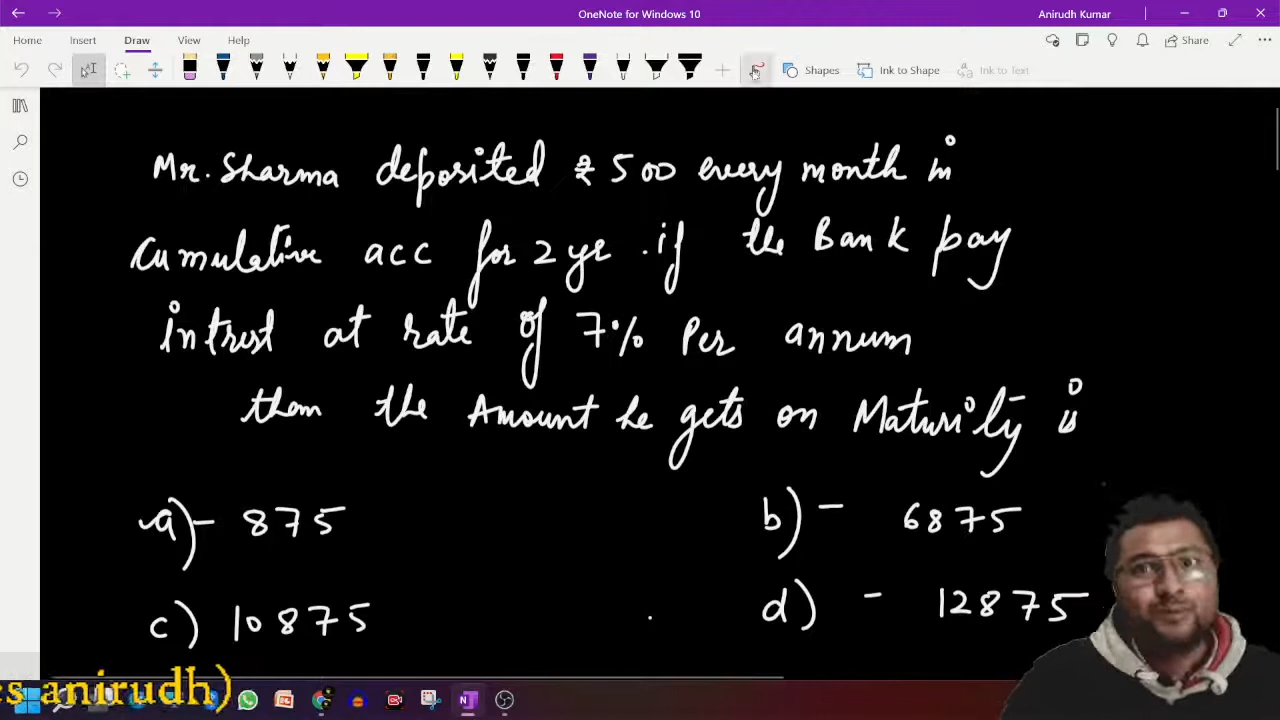 OneNote for Windows 10
Anirudh Kumar
Home Insert Draw View Help
Share
Shapes Ink to Shape Ink to Text
Mr. Sharma deposited ₹ 500 every month in
Cumulative acc for 2 yr . if the Bank pay
intrest at rate of 7% Per annum
than the Amount he gets on Maturity is
a) - 875
b) - 6875
c) 10875
d) - 12875
cs anirudh)